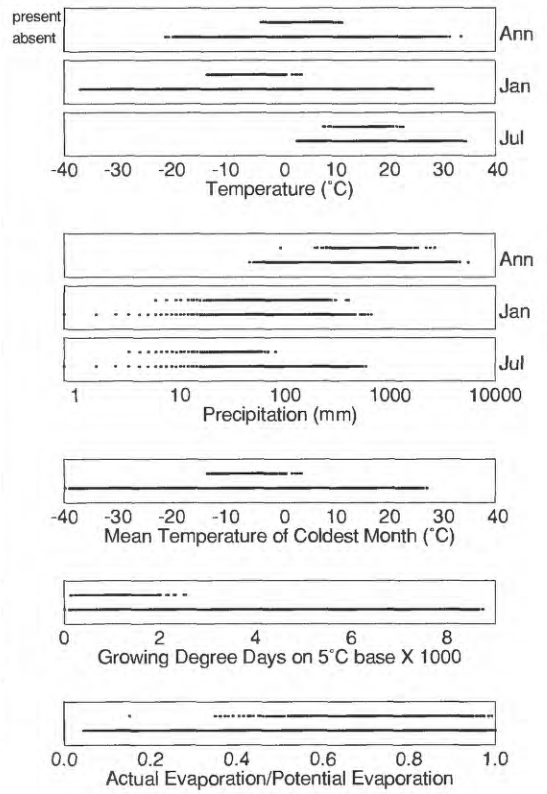 present
absent
Ann
Jan
Jul
-40 -30 -20 -10 0 10 20 30 40
Temperature (˚C)
Ann
Jan
Jul
1 10 100 1000 10000
Precipitation (mm)
-40 -30 -20 -10 0 10 20 30 40
Mean Temperature of Coldest Month (˚C)
0 2 4 6 8
Growing Degree Days on 5˚C base X 1000
0.0 0.2 0.4 0.6 0.8 1.0
Actual Evaporation/Potential Evaporation